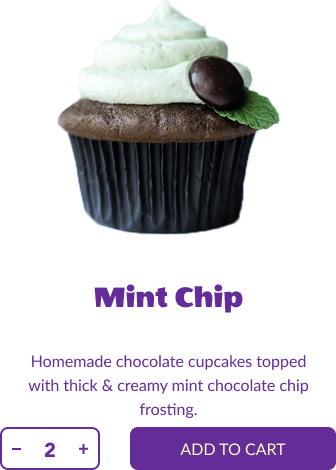 Mint Chip
Homemade chocolate cupcakes topped
with thick & creamy mint chocolate chip
frosting.
− 2 + ADD TO CART